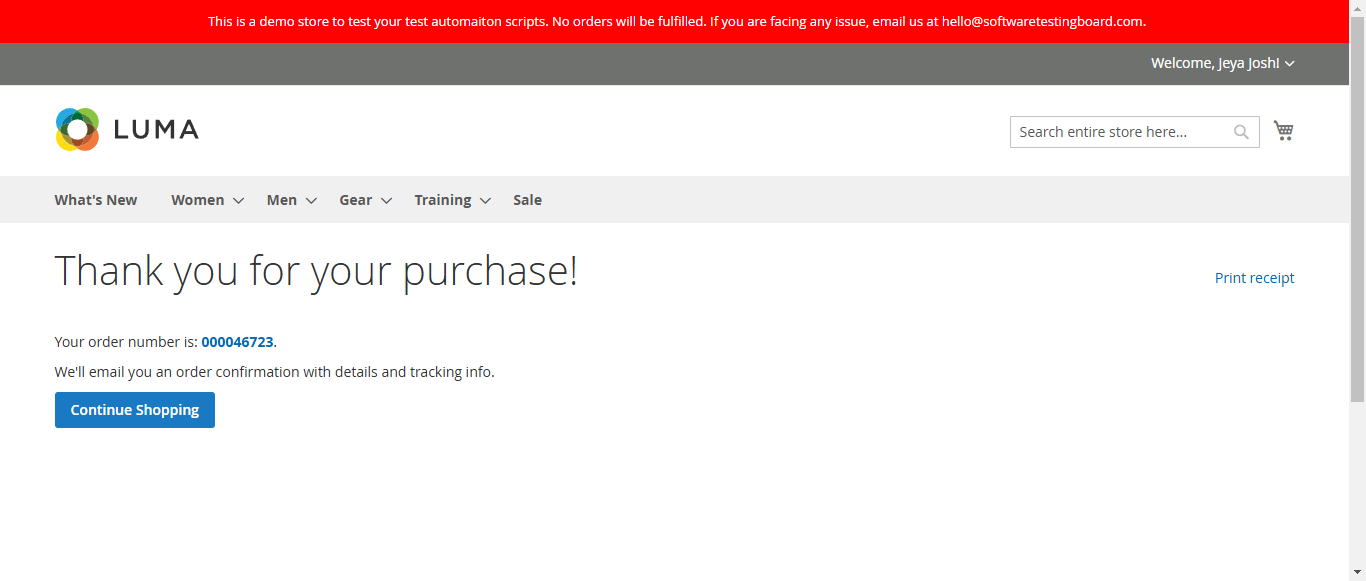 This is a demo store to test your test automaiton scripts. No orders will be fulfilled. If you are facing any issue, email us at hello@softwaretestingboard.com.
Welcome, Jeya Josh!
LUMA
Search entire store here...
What's New Women Men Gear Training Sale
Thank you for your purchase!
Print receipt
Your order number is: 000046723.
We'll email you an order confirmation with details and tracking info.
Continue Shopping